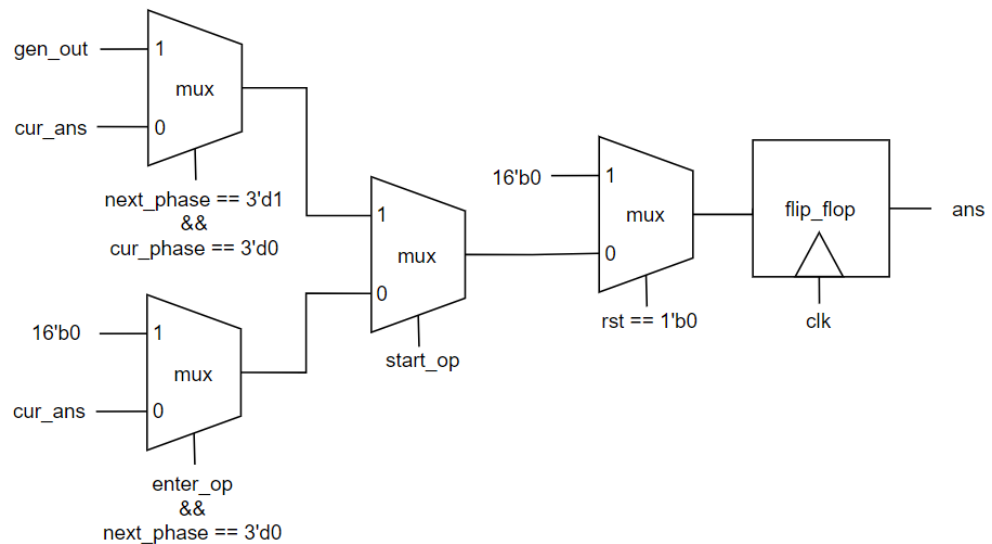 gen_out
1
mux
cur_ans
0
next_phase == 3'd1
&&
cur_phase == 3'd0
16'b0
1
mux
cur_ans
0
enter_op
&&
next_phase == 3'd0
1
mux
0
start_op
16'b0
1
mux
0
rst == 1'b0
flip_flop
clk
ans